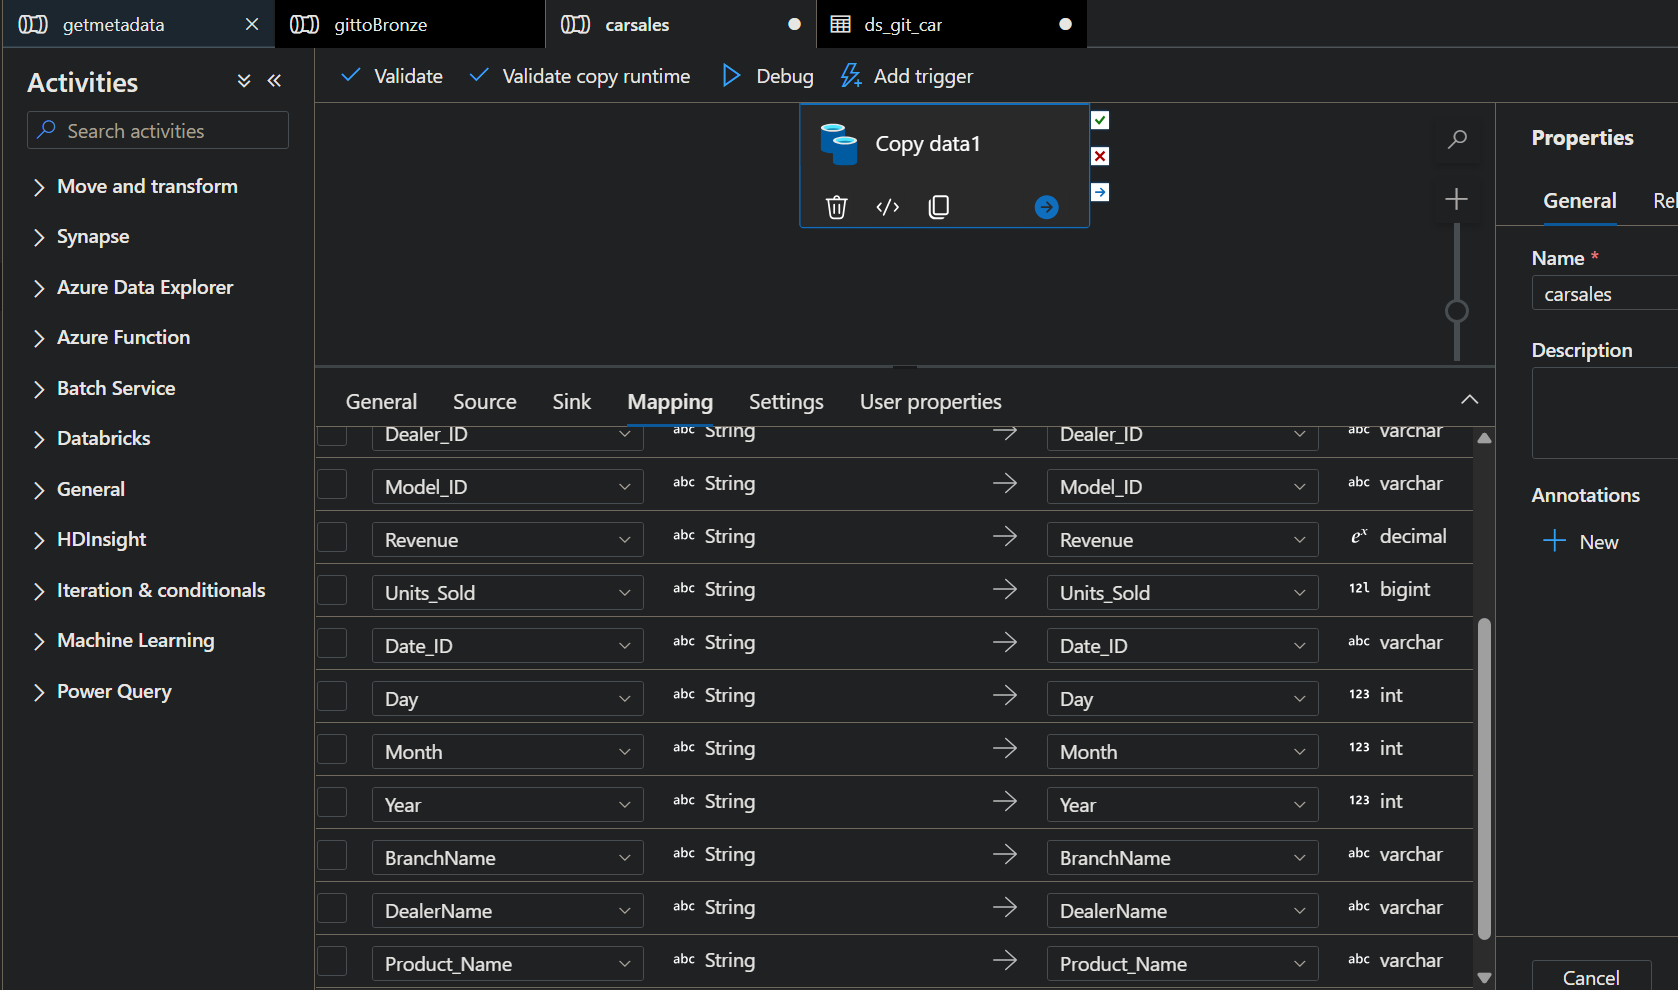 getmetadata
gittoBronze
carsales
ds_git_car
Activities
Search activities
Move and transform
Synapse
Azure Data Explorer
Azure Function
Batch Service
Databricks
General
HDInsight
Iteration & conditionals
Machine Learning
Power Query
Validate
Validate copy runtime
Debug
Add trigger
Copy data1
General Source Sink Mapping Settings User properties
Dealer_ID abc String Dealer_ID abc varchar
Model_ID abc String Model_ID abc varchar
Revenue abc String Revenue eˣ decimal
Units_Sold abc String Units_Sold 12l bigint
Date_ID abc String Date_ID abc varchar
Day abc String Day 123 int
Month abc String Month 123 int
Year abc String Year 123 int
BranchName abc String BranchName abc varchar
DealerName abc String DealerName abc varchar
Product_Name abc String Product_Name abc varchar
Properties
General Rel
Name *
carsales
Description
Annotations
New
Cancel